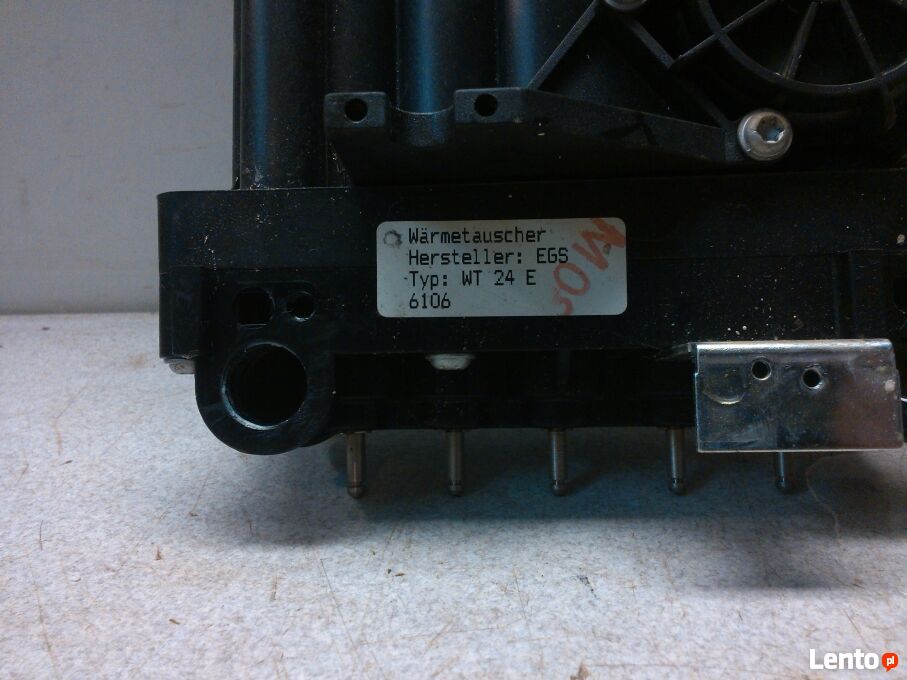 Wärmetauscher
Hersteller: EGS
Typ: WT 24 E
6106
Lento pl